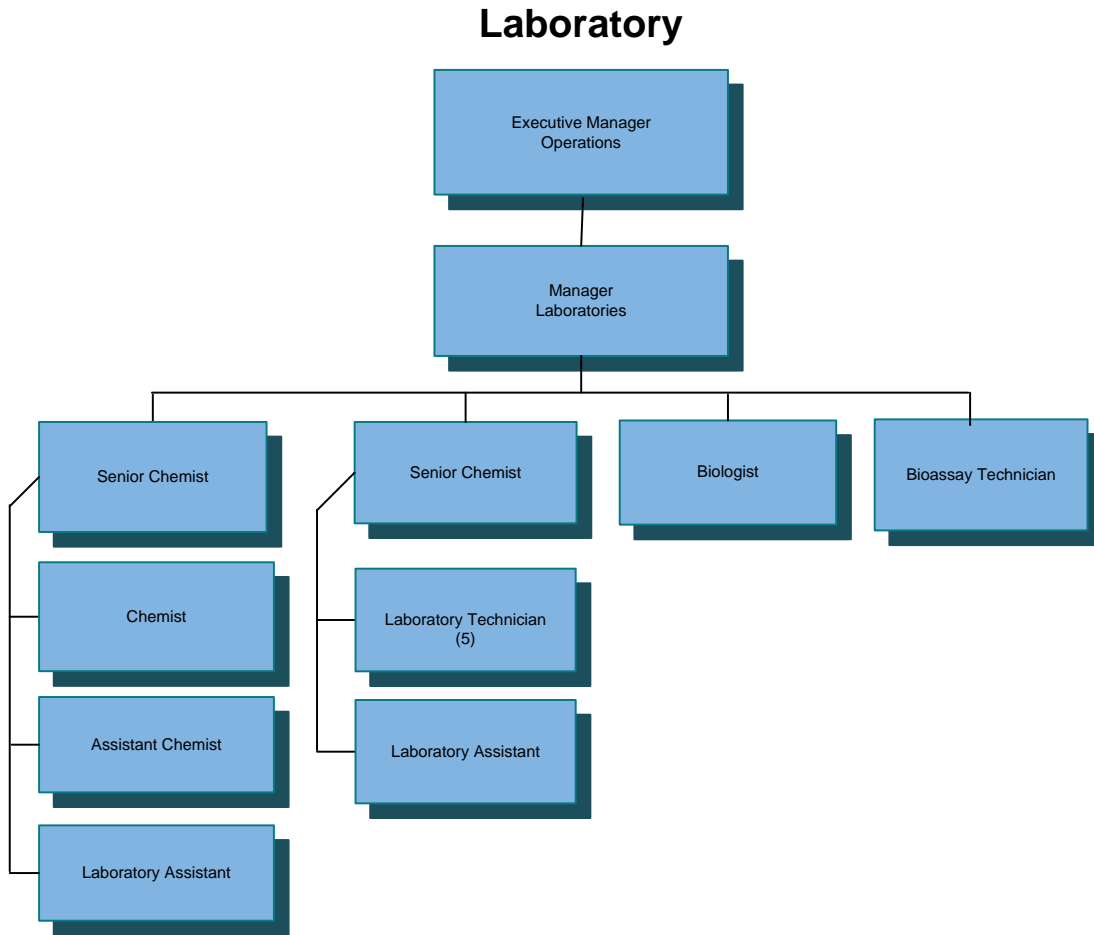 Laboratory
Executive Manager
Operations
Manager
Laboratories
Senior Chemist
Senior Chemist
Biologist
Bioassay Technician
Chemist
Laboratory Technician
(5)
Assistant Chemist
Laboratory Assistant
Laboratory Assistant